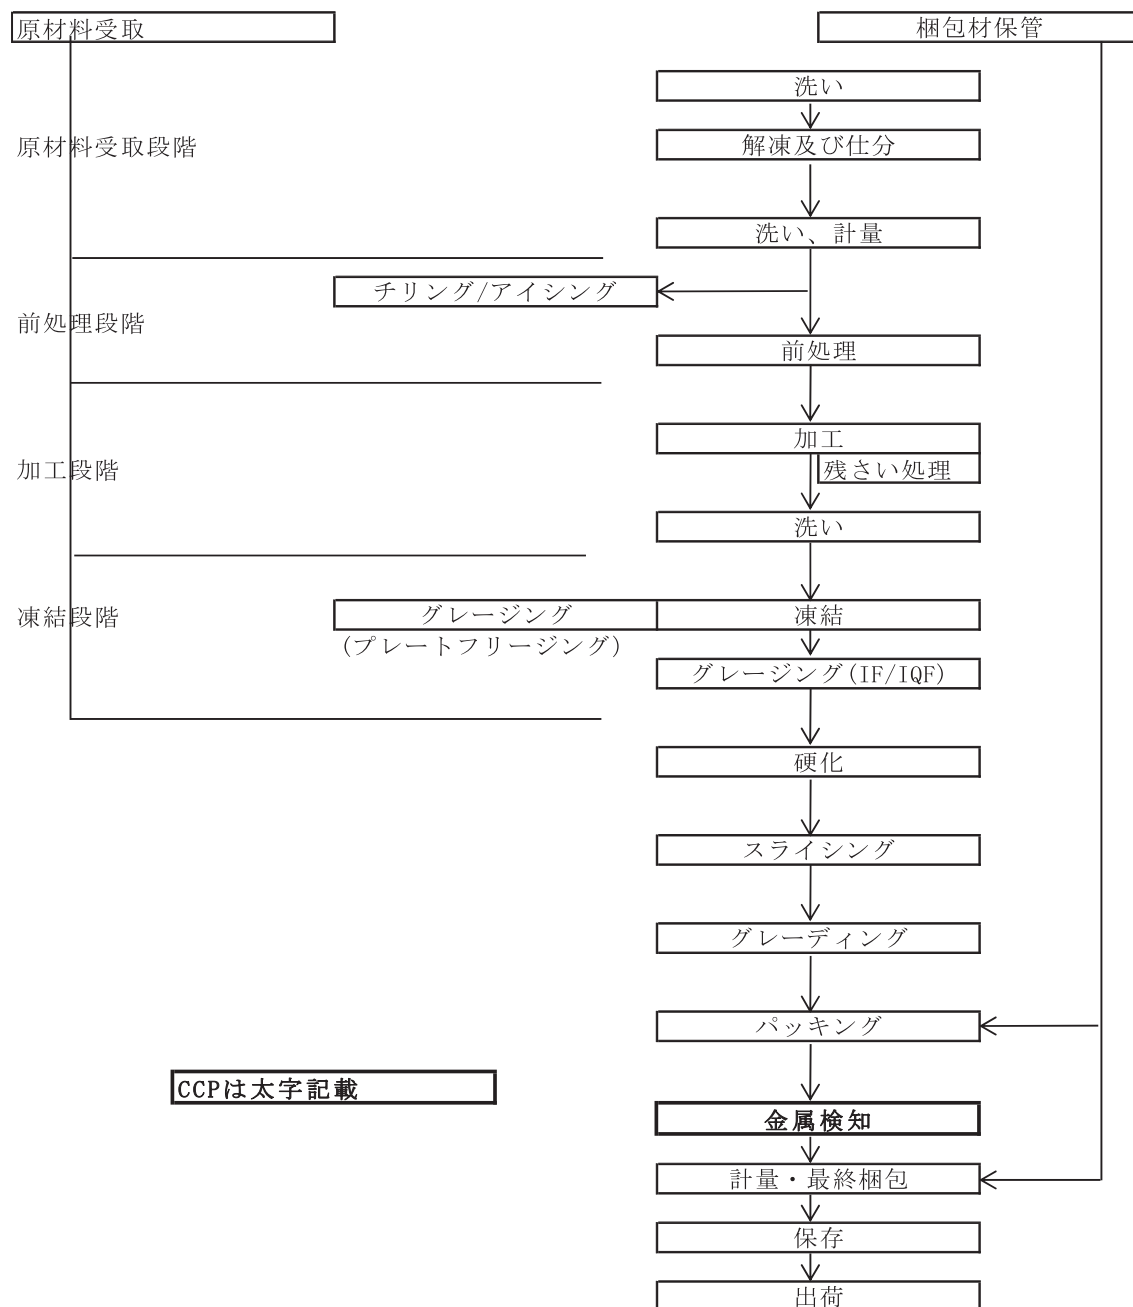 原材料受取
梱包材保管
洗い
原材料受取段階
解凍及び仕分
洗い、計量
チリング/アイシング
前処理段階
前処理
加工
加工段階
残さい処理
洗い
凍結段階
グレージング
凍結
(プレートフリージング)
グレージング(IF/IQF)
硬化
スライシング
グレーディング
パッキング
CCPは太字記載
金属検知
計量・最終梱包
保存
出荷